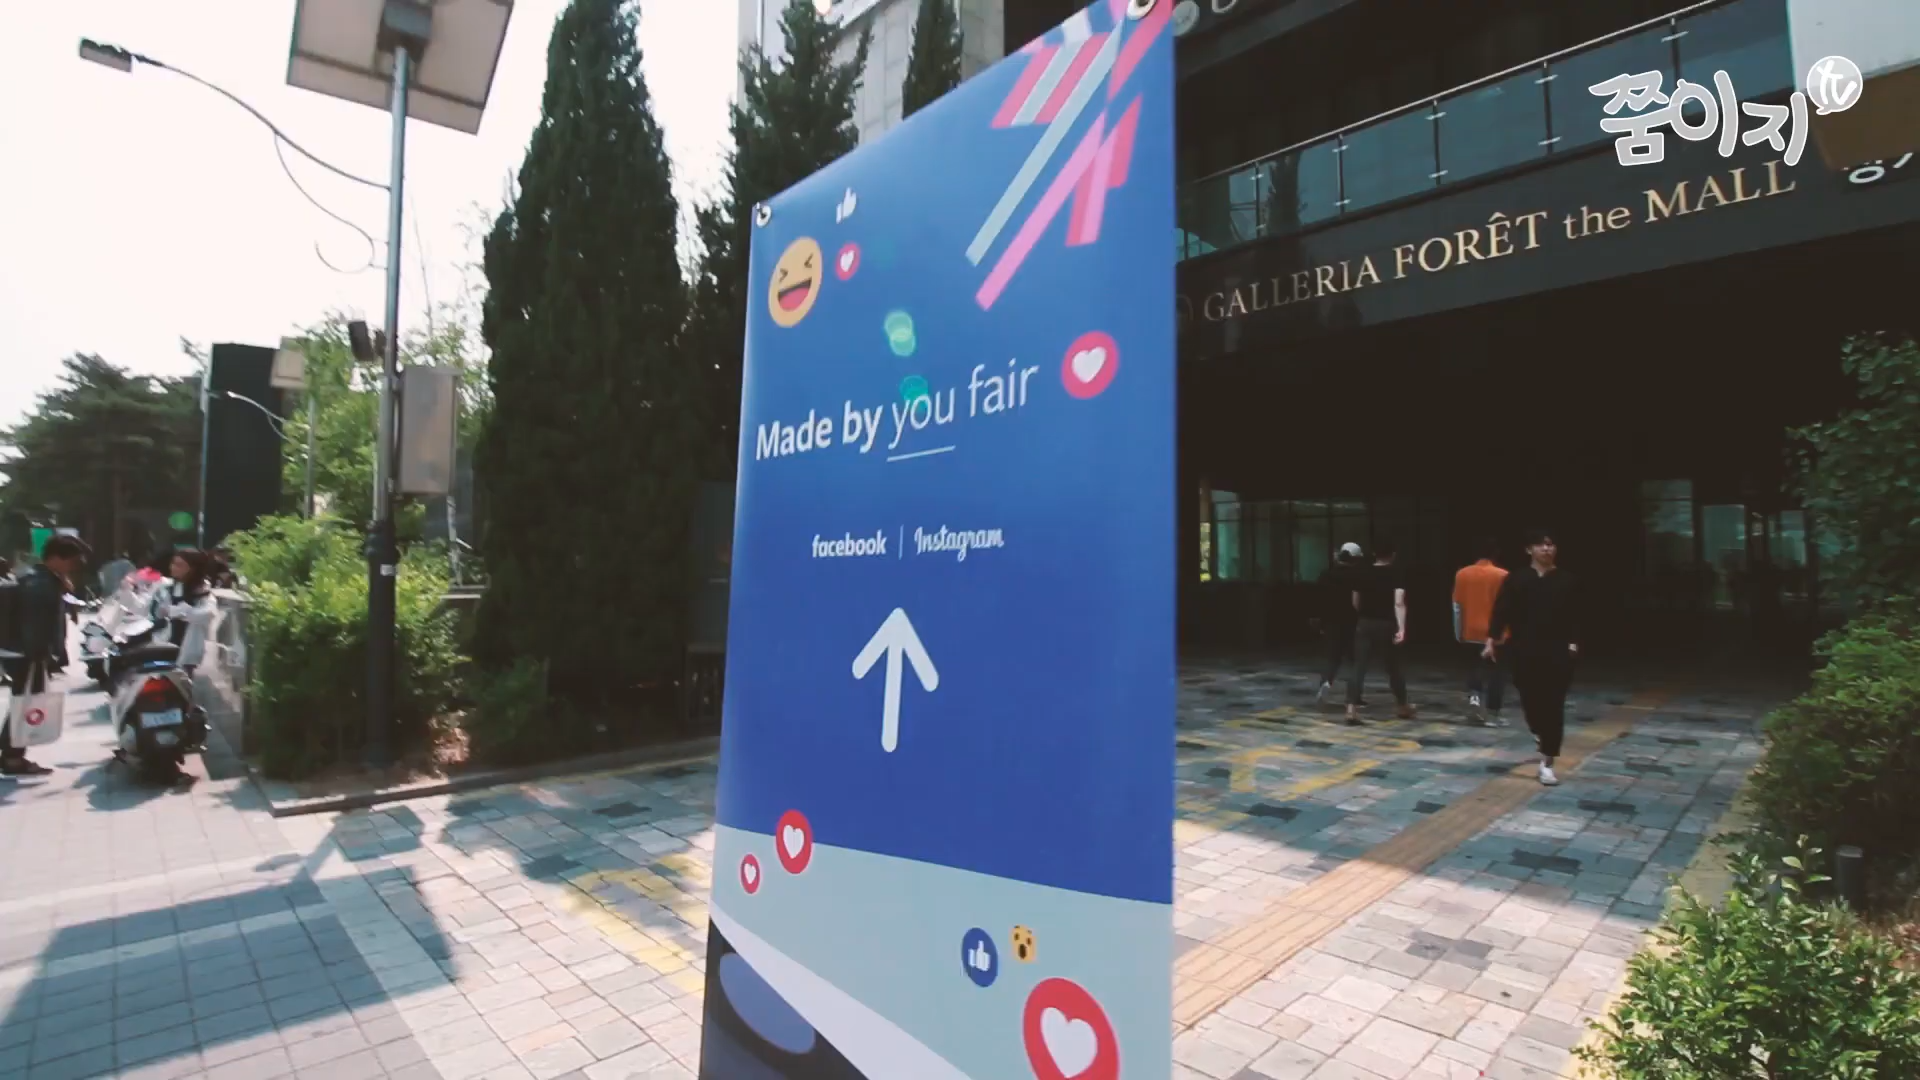 쭘이지 TV
GALLERIA FORÊT the MALL
Made by you fair
facebook | Instagram